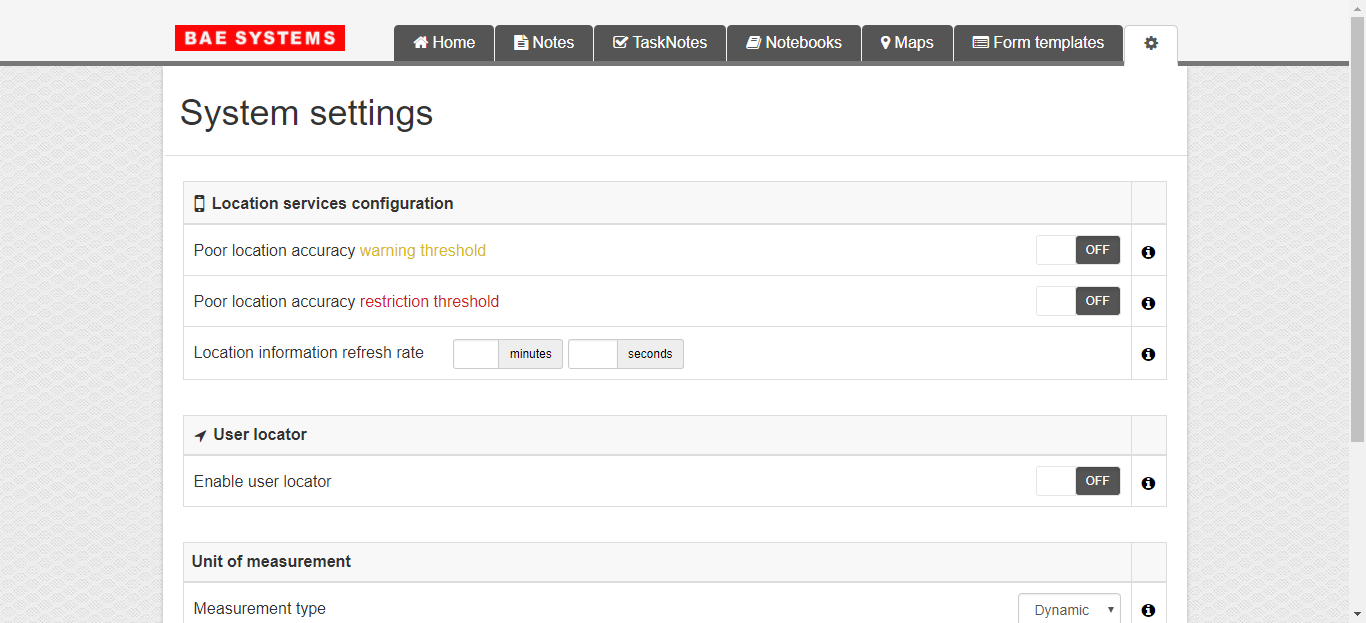 BAE SYSTEMS
Home Notes TaskNotes Notebooks Maps Form templates
System settings
Location services configuration
Poor location accuracy warning threshold OFF
Poor location accuracy restriction threshold OFF
Location information refresh rate minutes seconds
User locator
Enable user locator OFF
Unit of measurement
Measurement type Dynamic